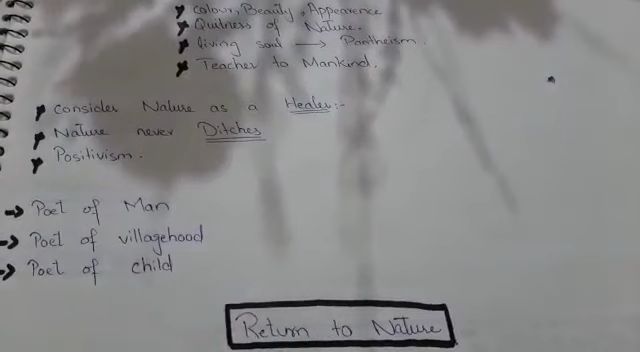 Colour, Beauty, Appearence
Quitness of Nature.
living soul → Pantheism.
Teacher to Mankind.
Consider Nature as a Healer:-
Nature never Ditches
Positivism.
→ Poet of Man
→ Poet of villagehood
→ Poet of child
Return to Nature